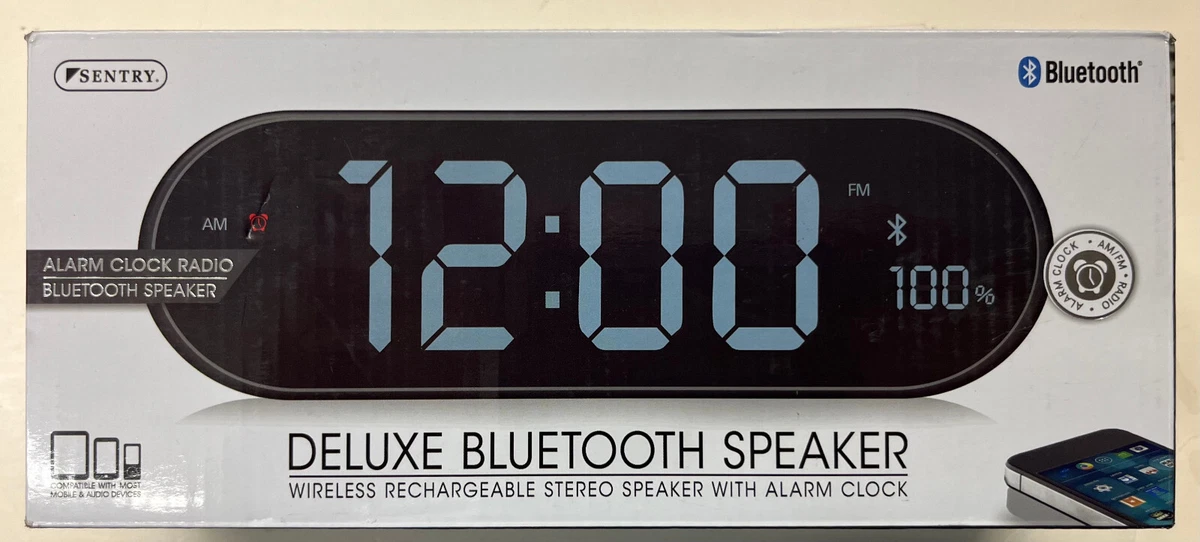 SENTRY®
Bluetooth®
AM
12:00
FM
100%
ALARM CLOCK RADIO
BLUETOOTH SPEAKER
ALARM CLOCK • AM/FM • RADIO •
DELUXE BLUETOOTH SPEAKER
WIRELESS RECHARGEABLE STEREO SPEAKER WITH ALARM CLOCK
COMPATIBLE WITH MOST
MOBILE & AUDIO DEVICES